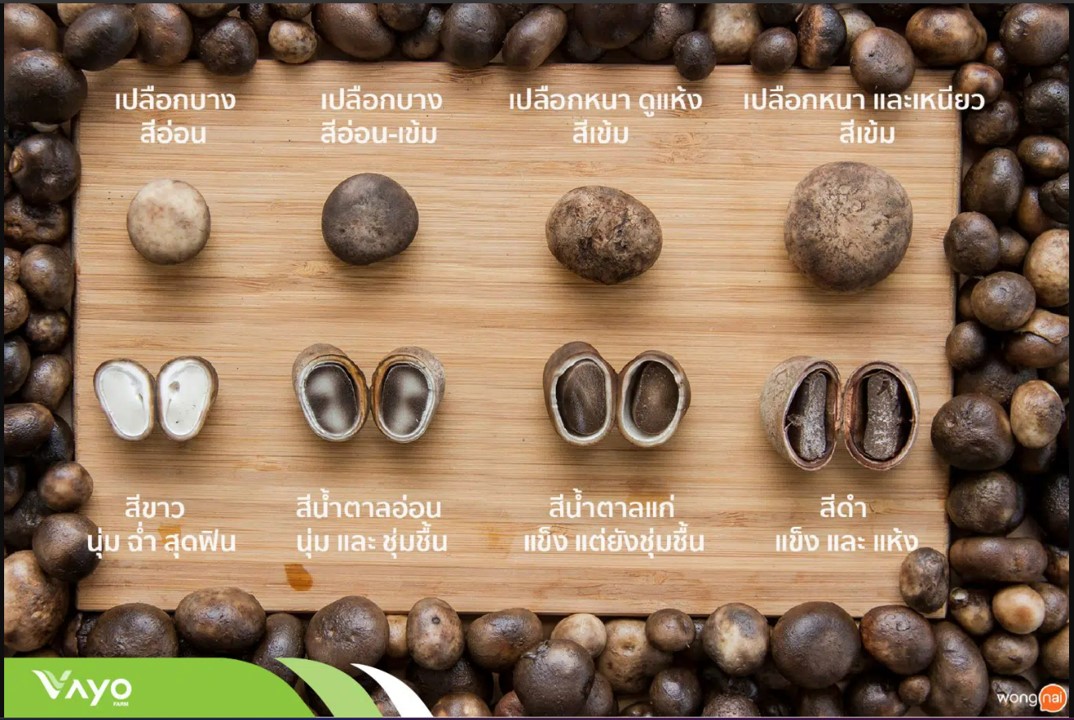 เปลือกบาง
สีอ่อน
เปลือกบาง
สีอ่อน-เข้ม
เปลือกหนา ดูแห้ง
สีเข้ม
เปลือกหนา และเหนียว
สีเข้ม
สีขาว
นุ่ม ฉ่ำ สุดฟิน
สีน้ำตาลอ่อน
นุ่ม และ ชุ่มชื้น
สีน้ำตาลแก่
แข็ง แต่ยังชุ่มชื้น
สีดำ
แข็ง และ แห้ง
VAYO
FARM
wongnai